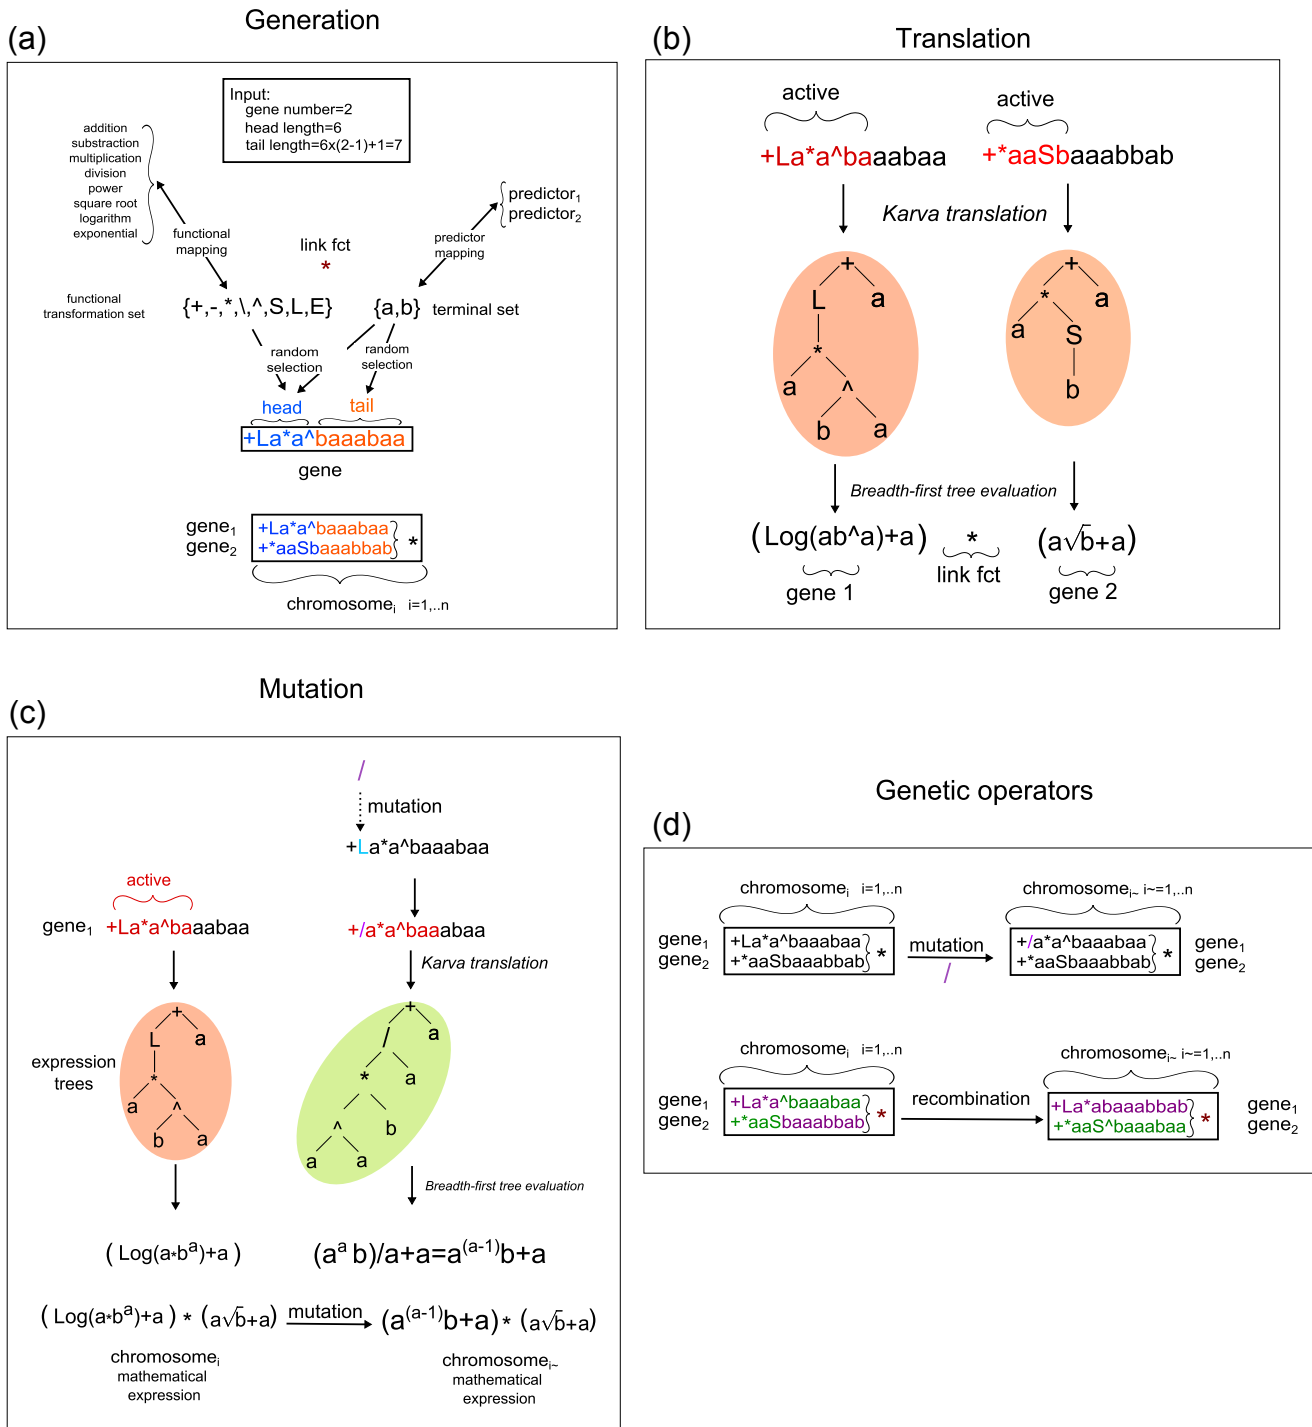 Generation
(a)
Input:
gene number=2
head length=6
tail length=6x(2-1)+1=7
addition
substraction
multiplication
division
power
square root
logarithm
exponential
predictor1
predictor2
functional
mapping
link fct
*
predictor
mapping
functional
transformation set
{+,-,*,\,^,S,L,E}
{a,b}
terminal set
random
selection
random
selection
head
tail
+La*a^baaabaa
gene
gene1
gene2
+La*a^baaabaa
+*aaSbaaabbab
*
chromosomei i=1,..n
(b)
Translation
active
active
+La*a^baaabaa
+*aaSbaaabbab
Karva translation
+
L
a
*
a
^
b
a
+
*
a
a
S
b
Breadth-first tree evaluation
(Log(ab^a)+a)
*
(a√b+a)
gene 1
link fct
gene 2
Mutation
(c)
/
mutation
+La*a^baaabaa
active
gene1
+La*a^baaabaa
+/a*a^baaabaa
Karva translation
expression
trees
+
L
a
*
a
^
b
a
+
/
a
*
a
^
b
a
a
Breadth-first tree evaluation
(Log(a*b^a)+a)
(a^a b)/a+a=a^(a-1)b+a
(Log(a*b^a)+a) * (a√b+a)
mutation
(a^(a-1)b+a) * (a√b+a)
chromosomei
mathematical
expression
chromosomei~
mathematical
expression
Genetic operators
(d)
chromosomei i=1,..n
chromosomei~ i~=1,..n
gene1
gene2
+La*a^baaabaa
+*aaSbaaabbab
*
mutation
/
+/a*a^baaabaa
+*aaSbaaabbab
*
gene1
gene2
chromosomei i=1,..n
chromosomei~ i~=1,..n
gene1
gene2
+La*a^baaabaa
+*aaSbaaabbab
*
recombination
+La*abaaabbab
+*aaS^baaabaa
*
gene1
gene2